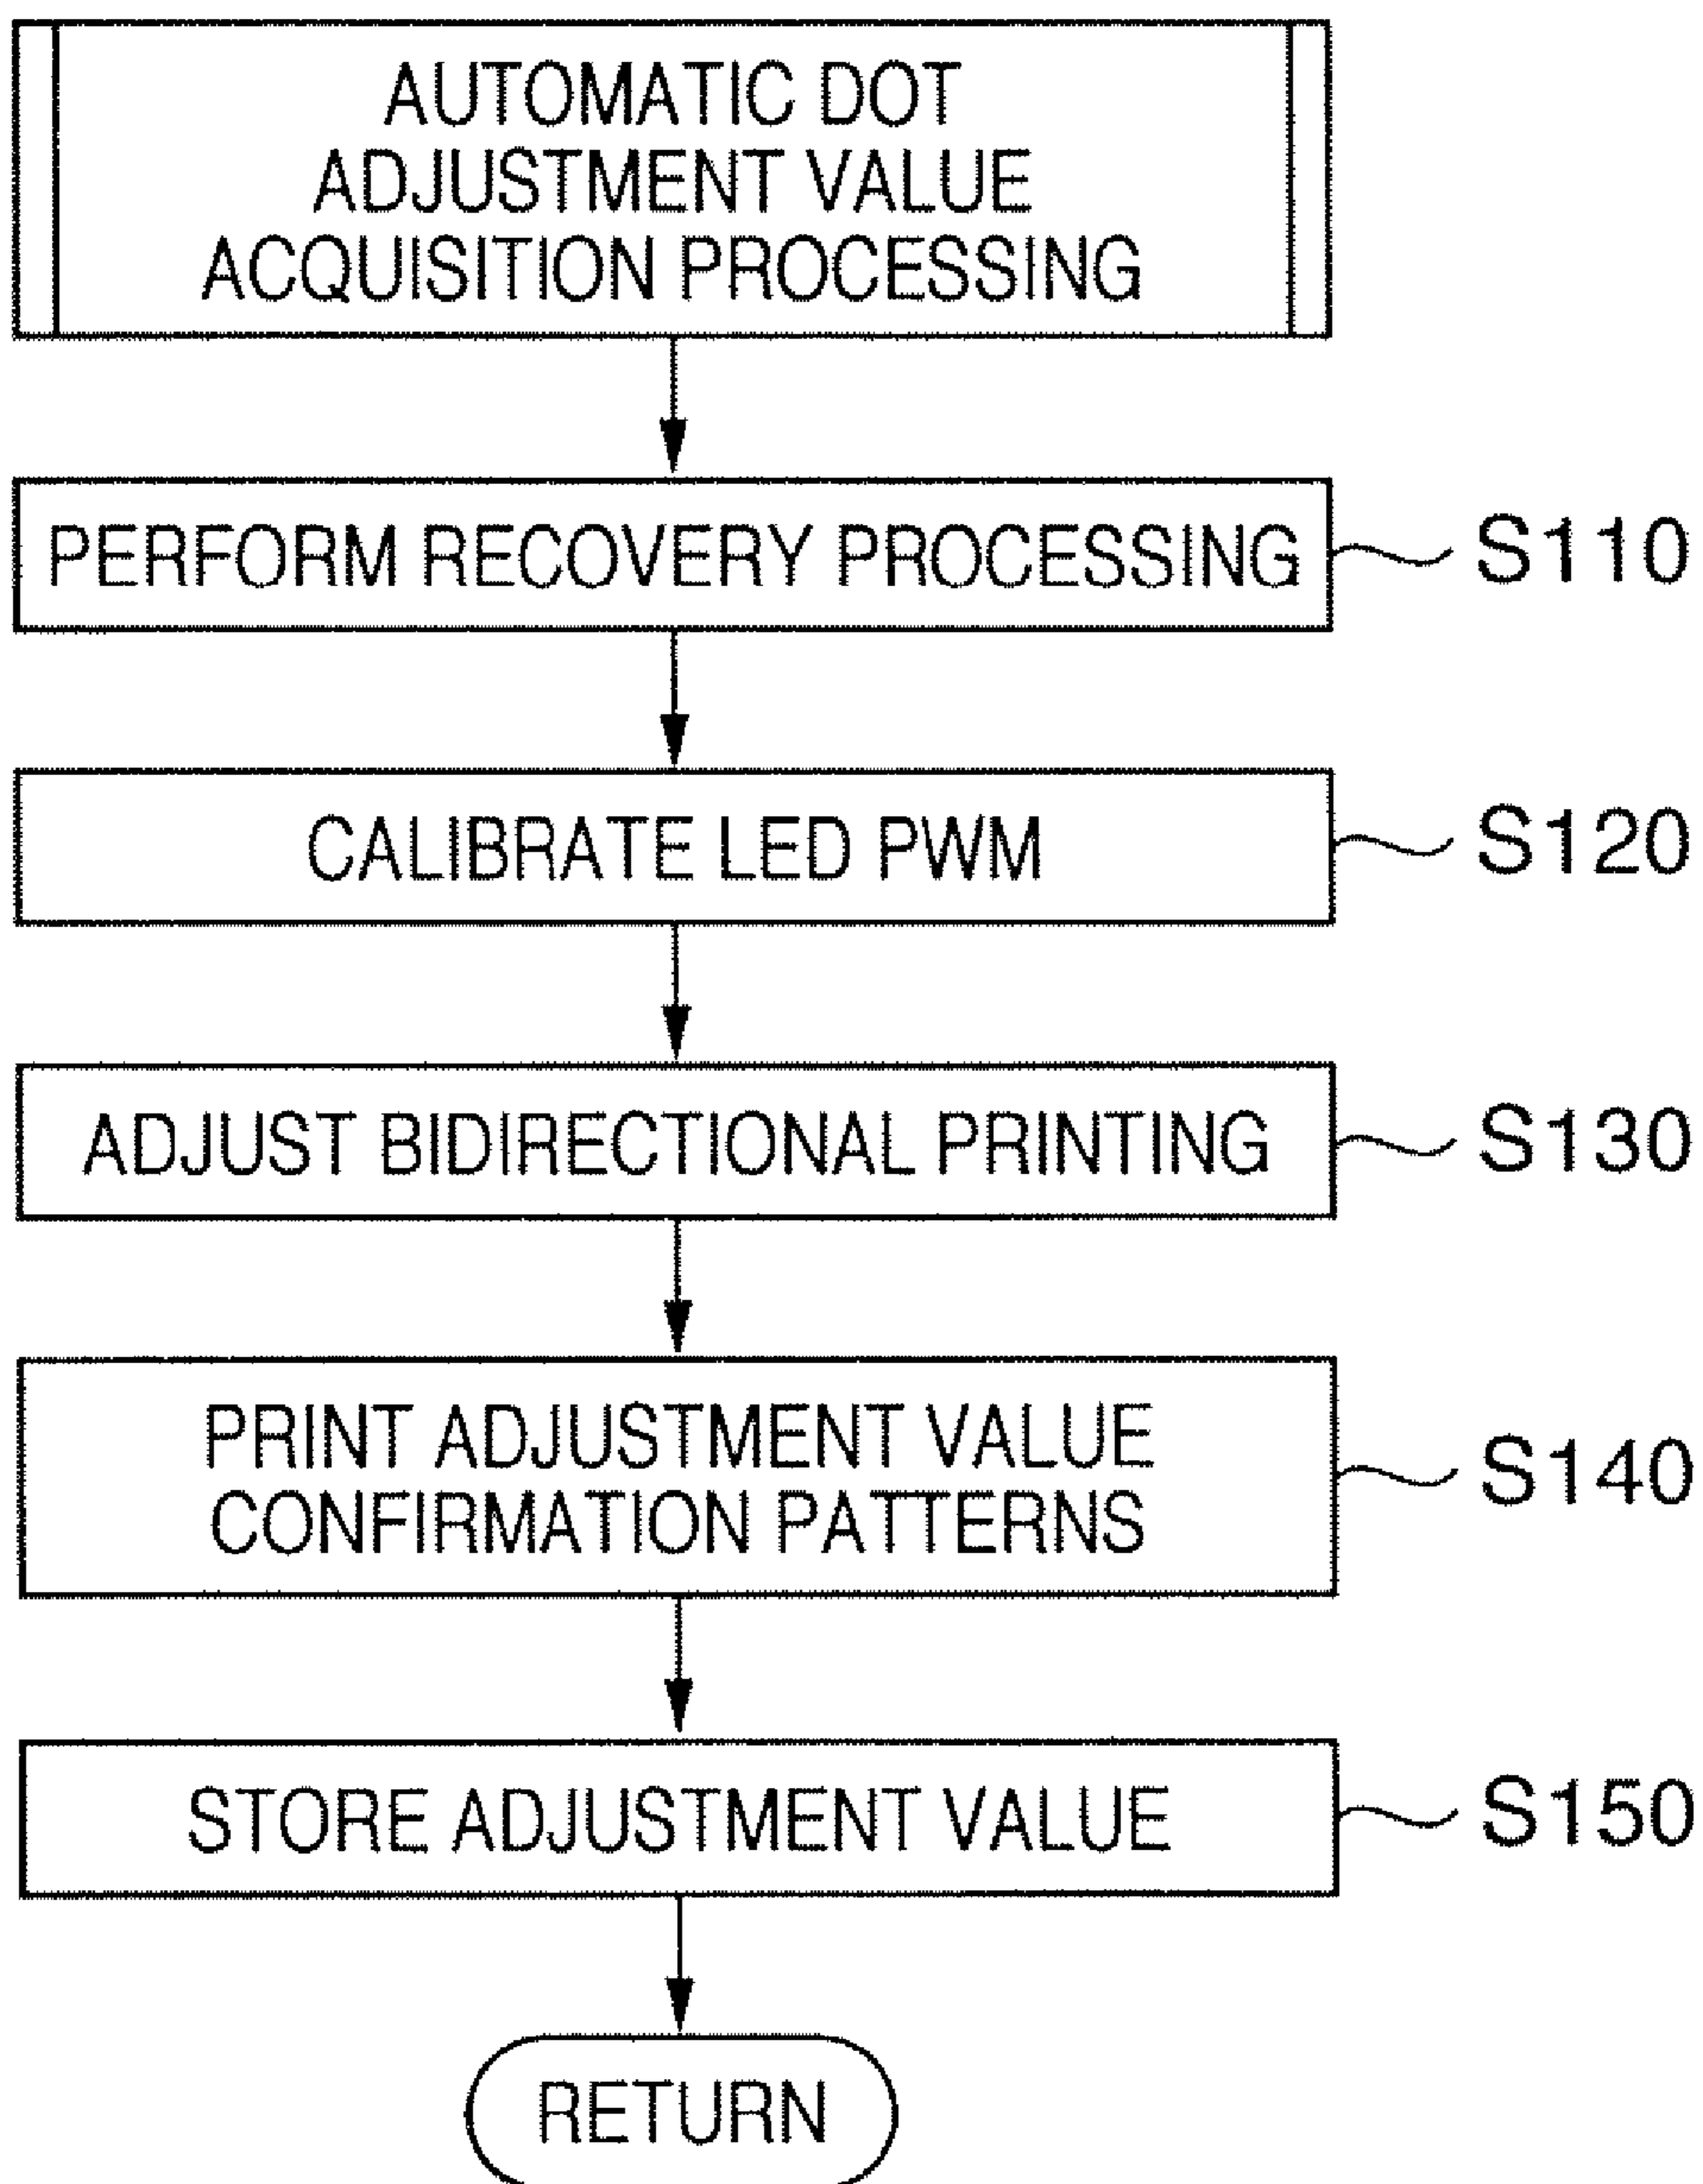 AUTOMATIC DOT
ADJUSTMENT VALUE
ACQUISITION PROCESSING
PERFORM RECOVERY PROCESSING
S110
CALIBRATE LED PWM
S120
ADJUST BIDIRECTIONAL PRINTING
S130
PRINT ADJUSTMENT VALUE
CONFIRMATION PATTERNS
S140
STORE ADJUSTMENT VALUE
S150
RETURN